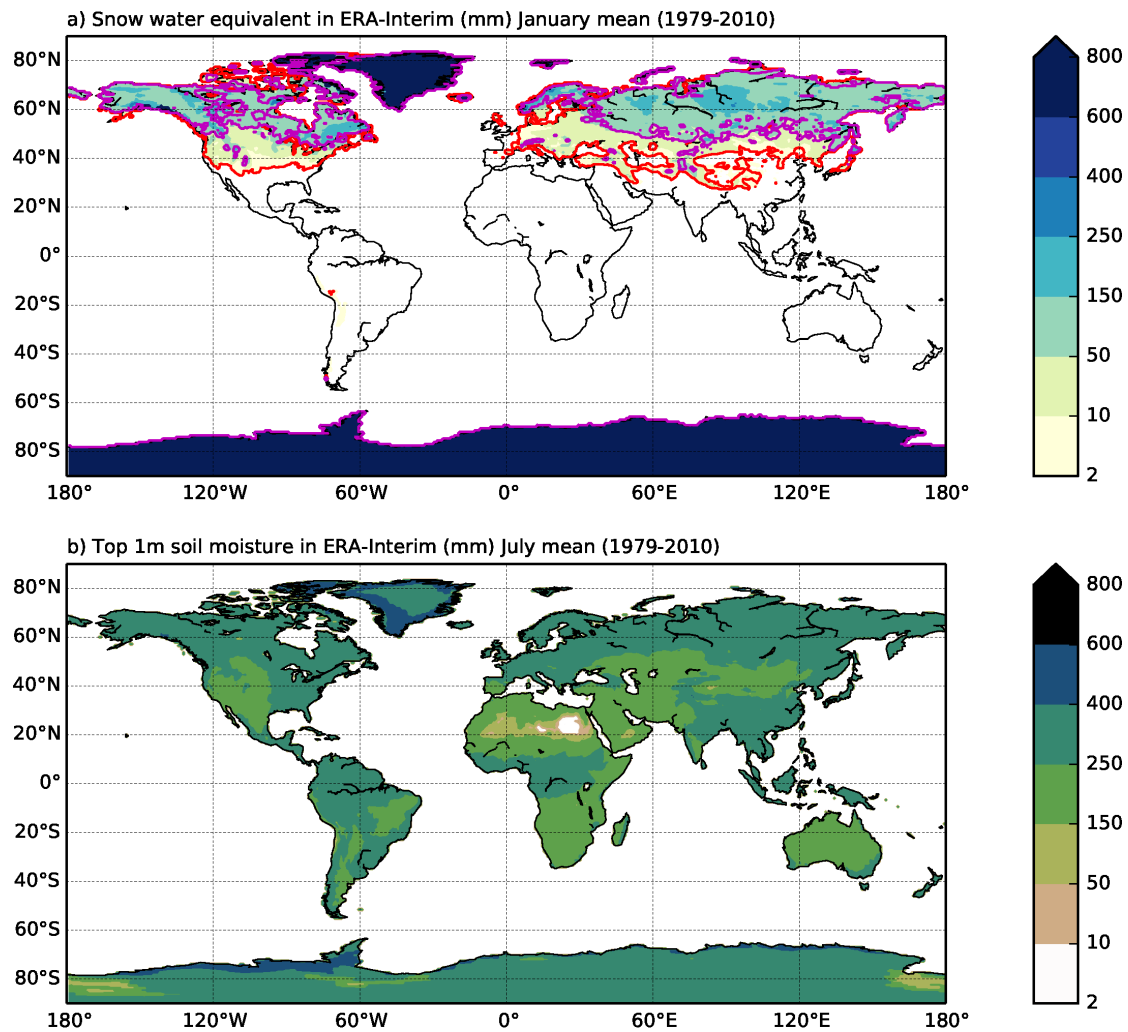 a) Snow water equivalent in ERA-Interim (mm) January mean (1979-2010)
80°N
60°N
40°N
20°N
0°
20°S
40°S
60°S
80°S
180°
120°W
60°W
0°
60°E
120°E
180°
800
600
400
250
150
50
10
2
b) Top 1m soil moisture in ERA-Interim (mm) July mean (1979-2010)
80°N
60°N
40°N
20°N
0°
20°S
40°S
60°S
80°S
180°
120°W
60°W
0°
60°E
120°E
180°
800
600
400
250
150
50
10
2